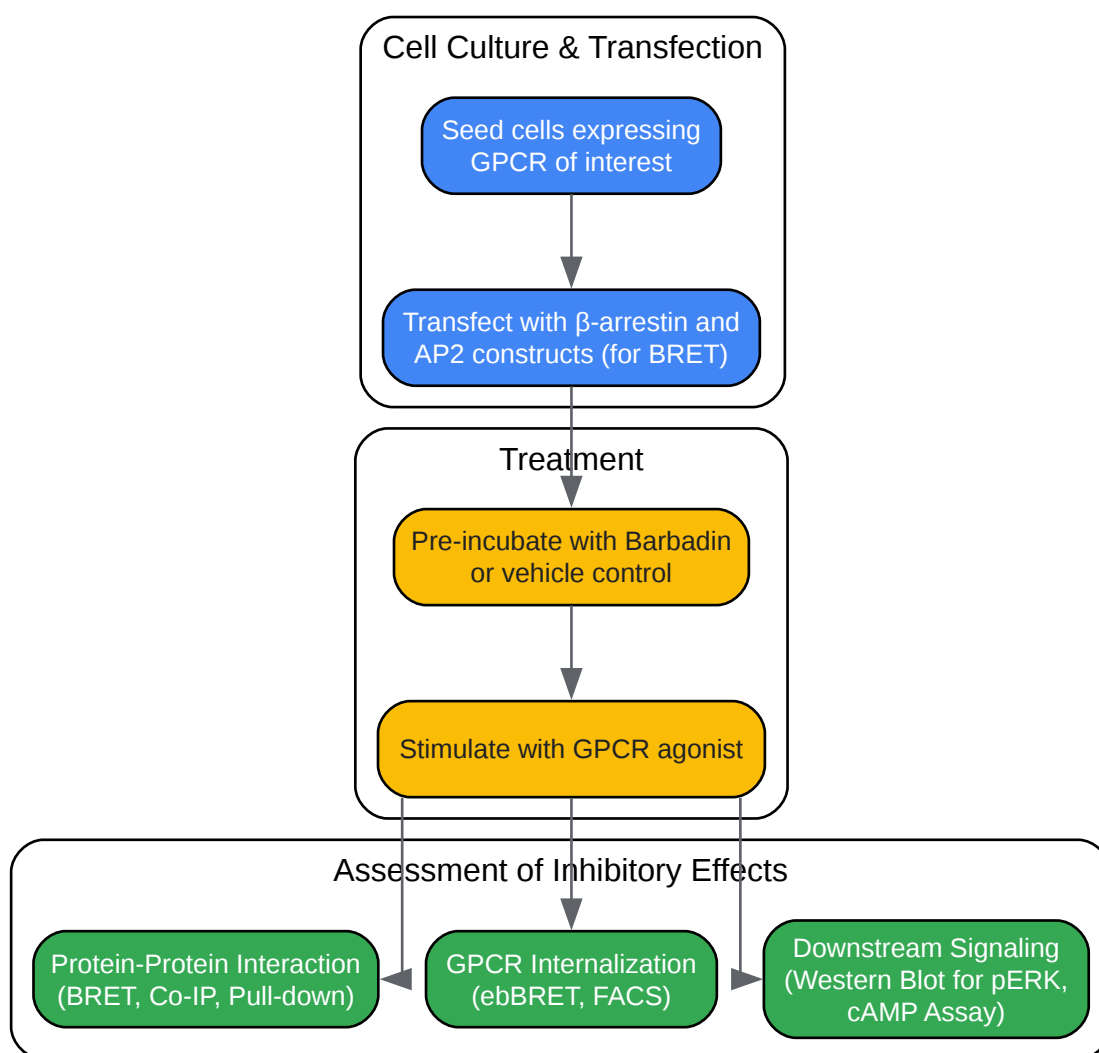 Cell Culture & Transfection
Seed cells expressing
GPCR of interest
Transfect with β-arrestin and
AP2 constructs (for BRET)
Treatment
Pre-incubate with Barbadin
or vehicle control
Stimulate with GPCR agonist
Assessment of Inhibitory Effects
Protein-Protein Interaction
(BRET, Co-IP, Pull-down)
GPCR Internalization
(ebBRET, FACS)
Downstream Signaling
(Western Blot for pERK,
cAMP Assay)